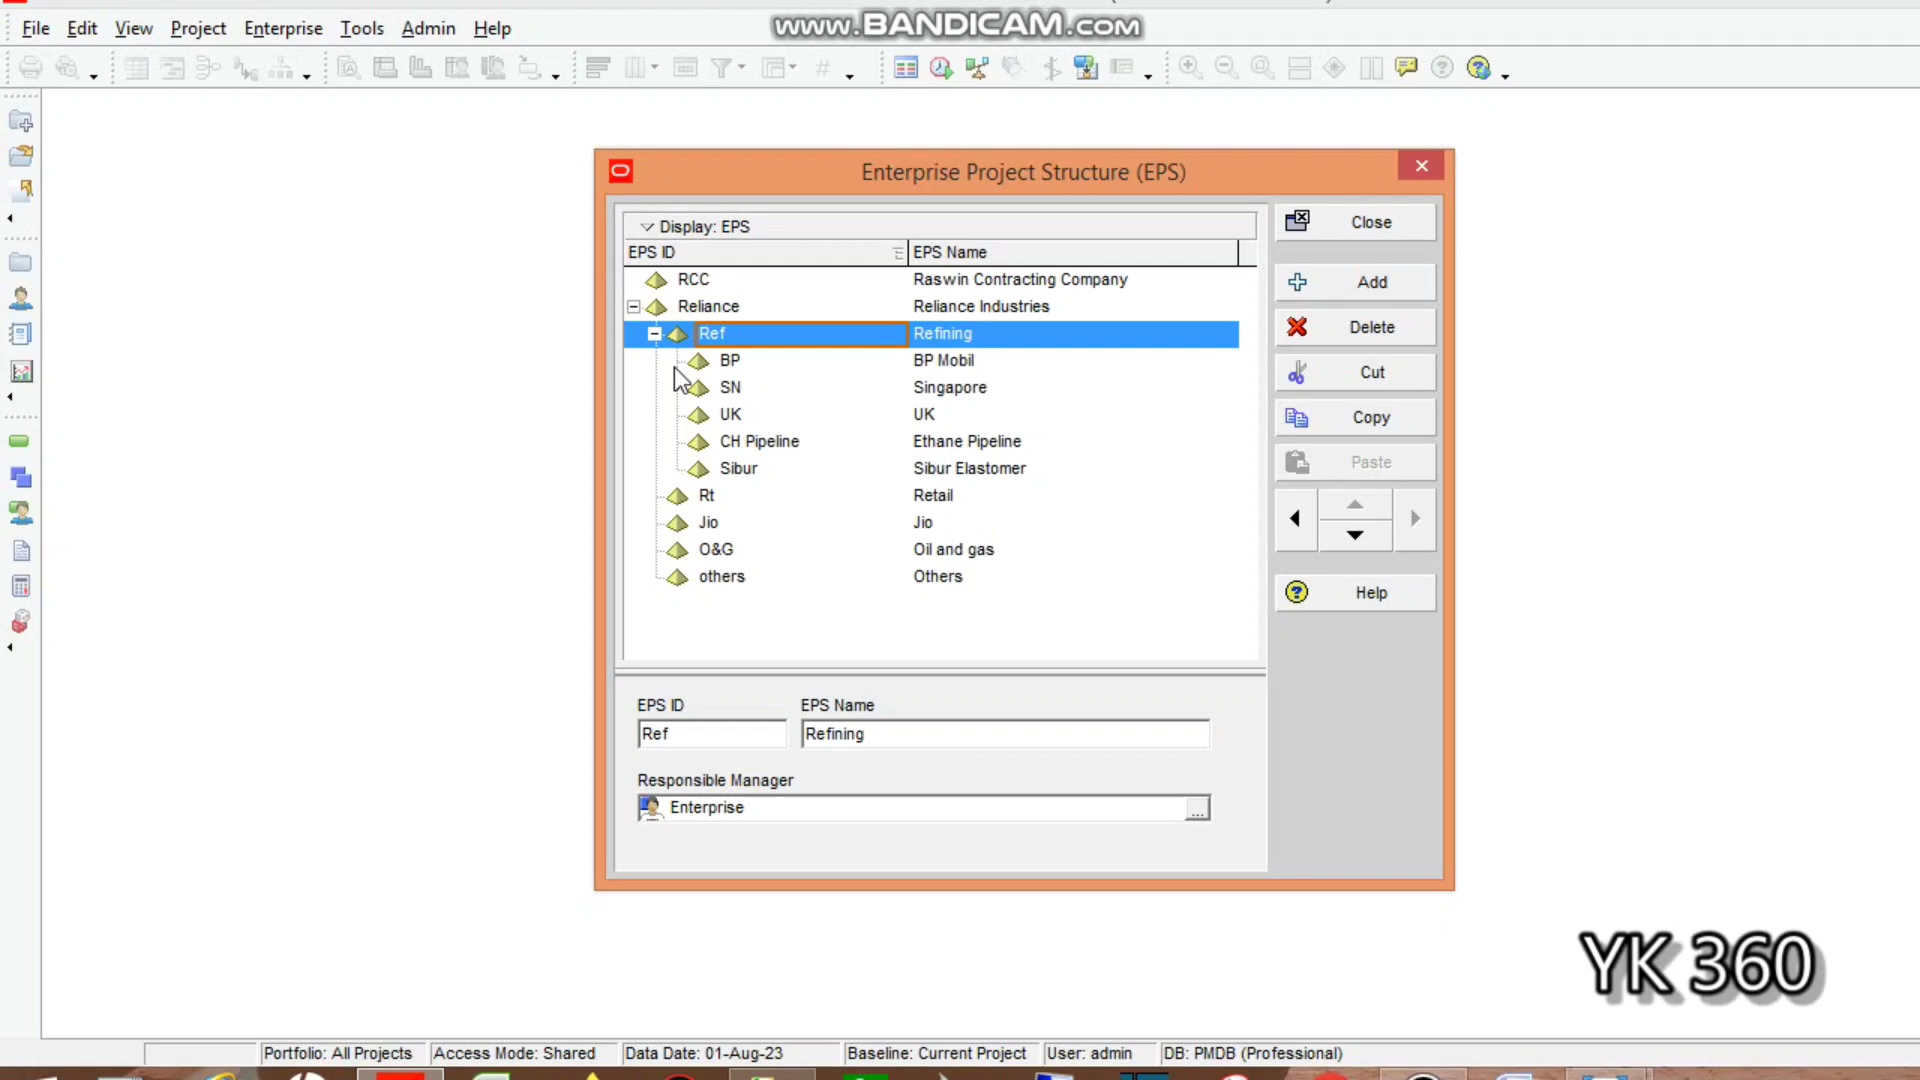 www.BANDICAM.com
File Edit View Project Enterprise Tools Admin Help
Enterprise Project Structure (EPS)
Display: EPS
EPS ID EPS Name
RCC Raswin Contracting Company
Reliance Reliance Industries
Ref Refining
BP BP Mobil
SN Singapore
UK UK
CH Pipeline Ethane Pipeline
Sibur Sibur Elastomer
Rt Retail
Jio Jio
O&G Oil and gas
others Others
Close
Add
Delete
Cut
Copy
Paste
Help
EPS ID EPS Name
Ref Refining
Responsible Manager
Enterprise ...
YK 360
Portfolio: All Projects Access Mode: Shared Data Date: 01-Aug-23 Baseline: Current Project User: admin DB: PMDB (Professional)